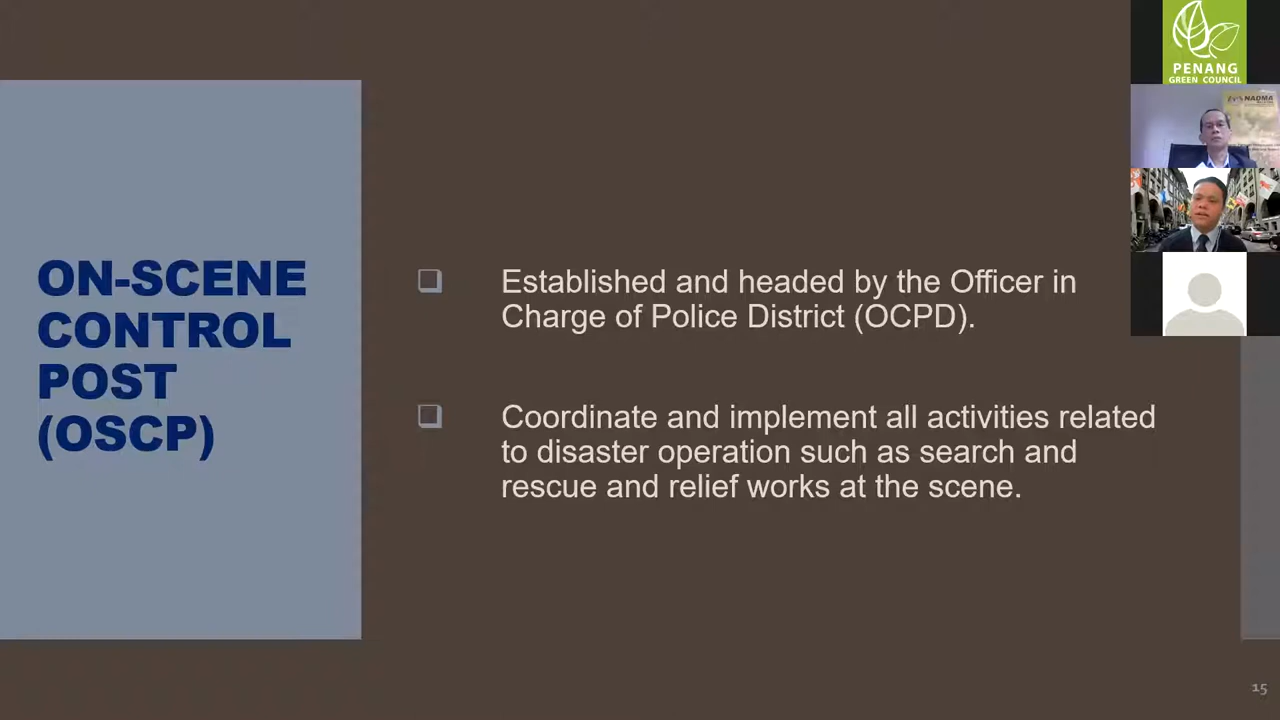 ON-SCENE
CONTROL
POST
(OSCP)
❑ Established and headed by the Officer in
Charge of Police District (OCPD).
❑ Coordinate and implement all activities related
to disaster operation such as search and
rescue and relief works at the scene.
PENANG
GREEN COUNCIL
NADMA
15